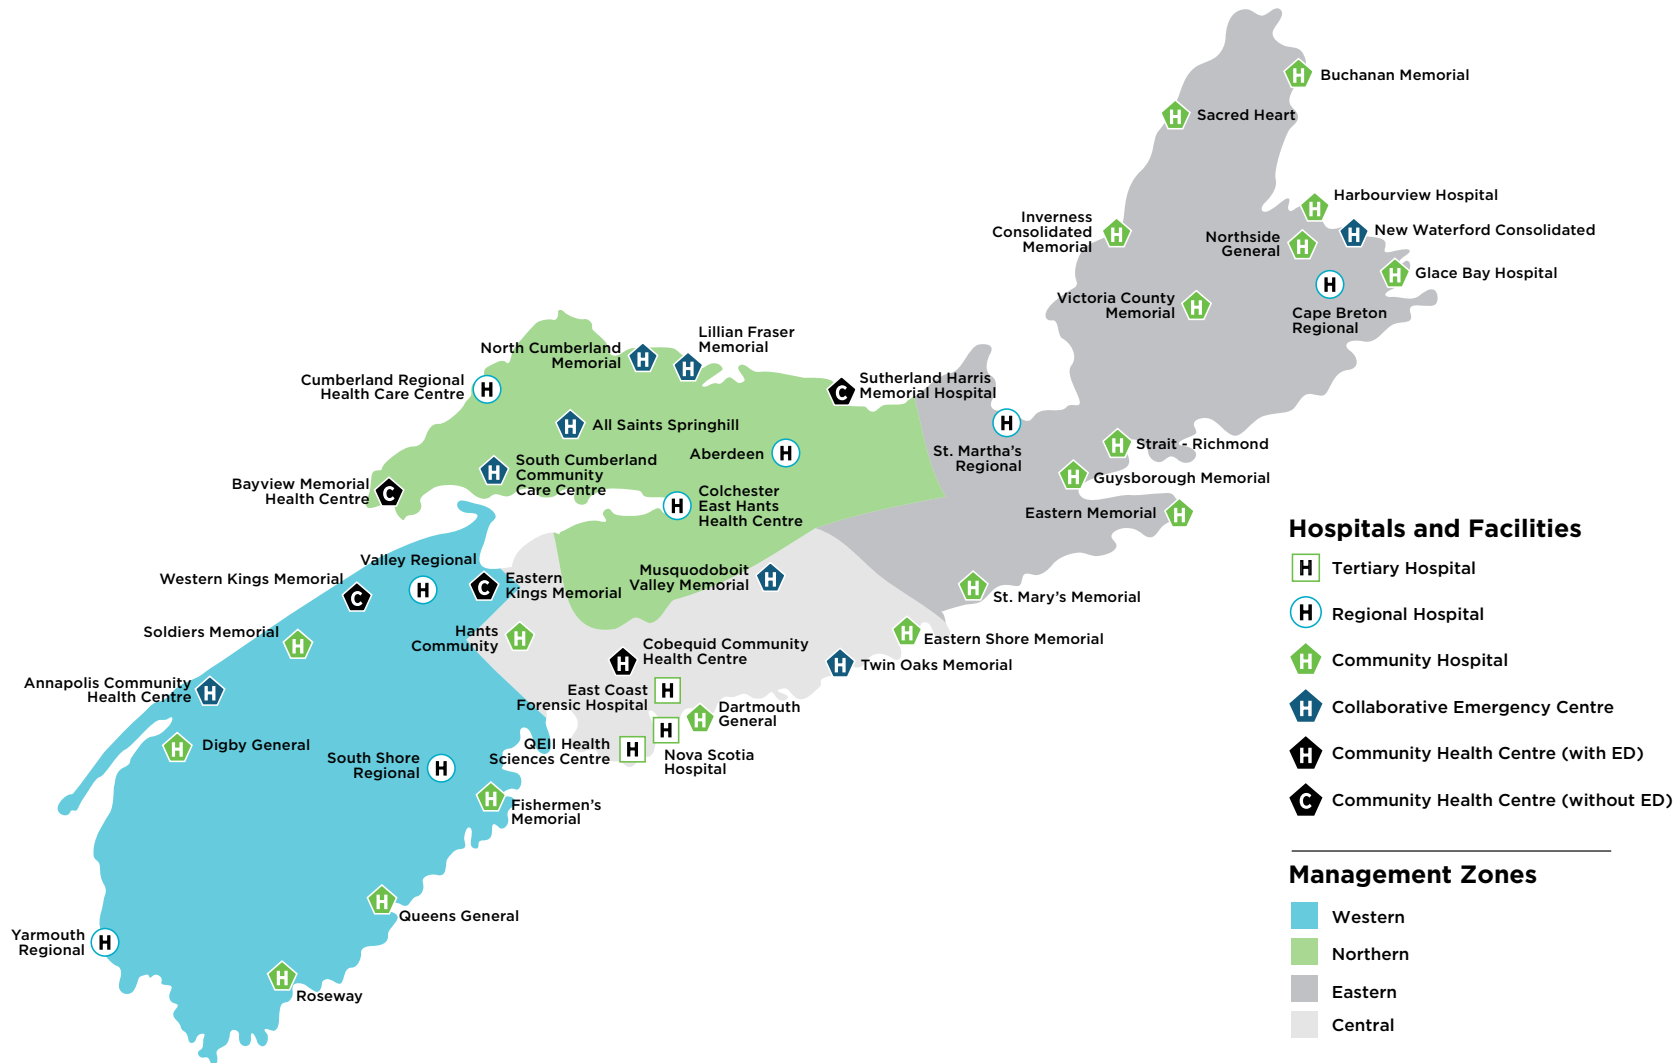 H
Buchanan Memorial
H
Sacred Heart
H
Harbourview Hospital
Inverness
Consolidated
Memorial
H
Northside
General
H
H
New Waterford Consolidated
H
Glace Bay Hospital
H
Cape Breton
Regional
Victoria County
Memorial
H
North Cumberland
Memorial
H
Lillian Fraser
Memorial
H
Cumberland Regional
Health Care Centre
H
C
Sutherland Harris
Memorial Hospital
H
All Saints Springhill
Aberdeen
H
H
St. Martha's
Regional
H
Strait - Richmond
H
Guysborough Memorial
Eastern Memorial
H
Bayview Memorial
Health Centre
C
H
South Cumberland
Community
Care Centre
H
Colchester
East Hants
Health Centre
Valley Regional
H
Western Kings Memorial
C
C
Eastern
Kings Memorial
Musquodoboit
Valley Memorial
H
H
St. Mary's Memorial
Soldiers Memorial
H
Hants
Community
H
H
Cobequid Community
Health Centre
H
Eastern Shore Memorial
H
Twin Oaks Memorial
Annapolis Community
Health Centre
H
East Coast
Forensic Hospital
H
H
Dartmouth
General
H
Digby General
South Shore
Regional
H
QEII Health
Sciences Centre
H
H
Nova Scotia
Hospital
H
Fishermen's
Memorial
H
Queens General
Yarmouth
Regional
H
H
Roseway
Hospitals and Facilities
H
Tertiary Hospital
H
Regional Hospital
H
Community Hospital
H
Collaborative Emergency Centre
H
Community Health Centre (with ED)
C
Community Health Centre (without ED)
Management Zones
Western
Northern
Eastern
Central